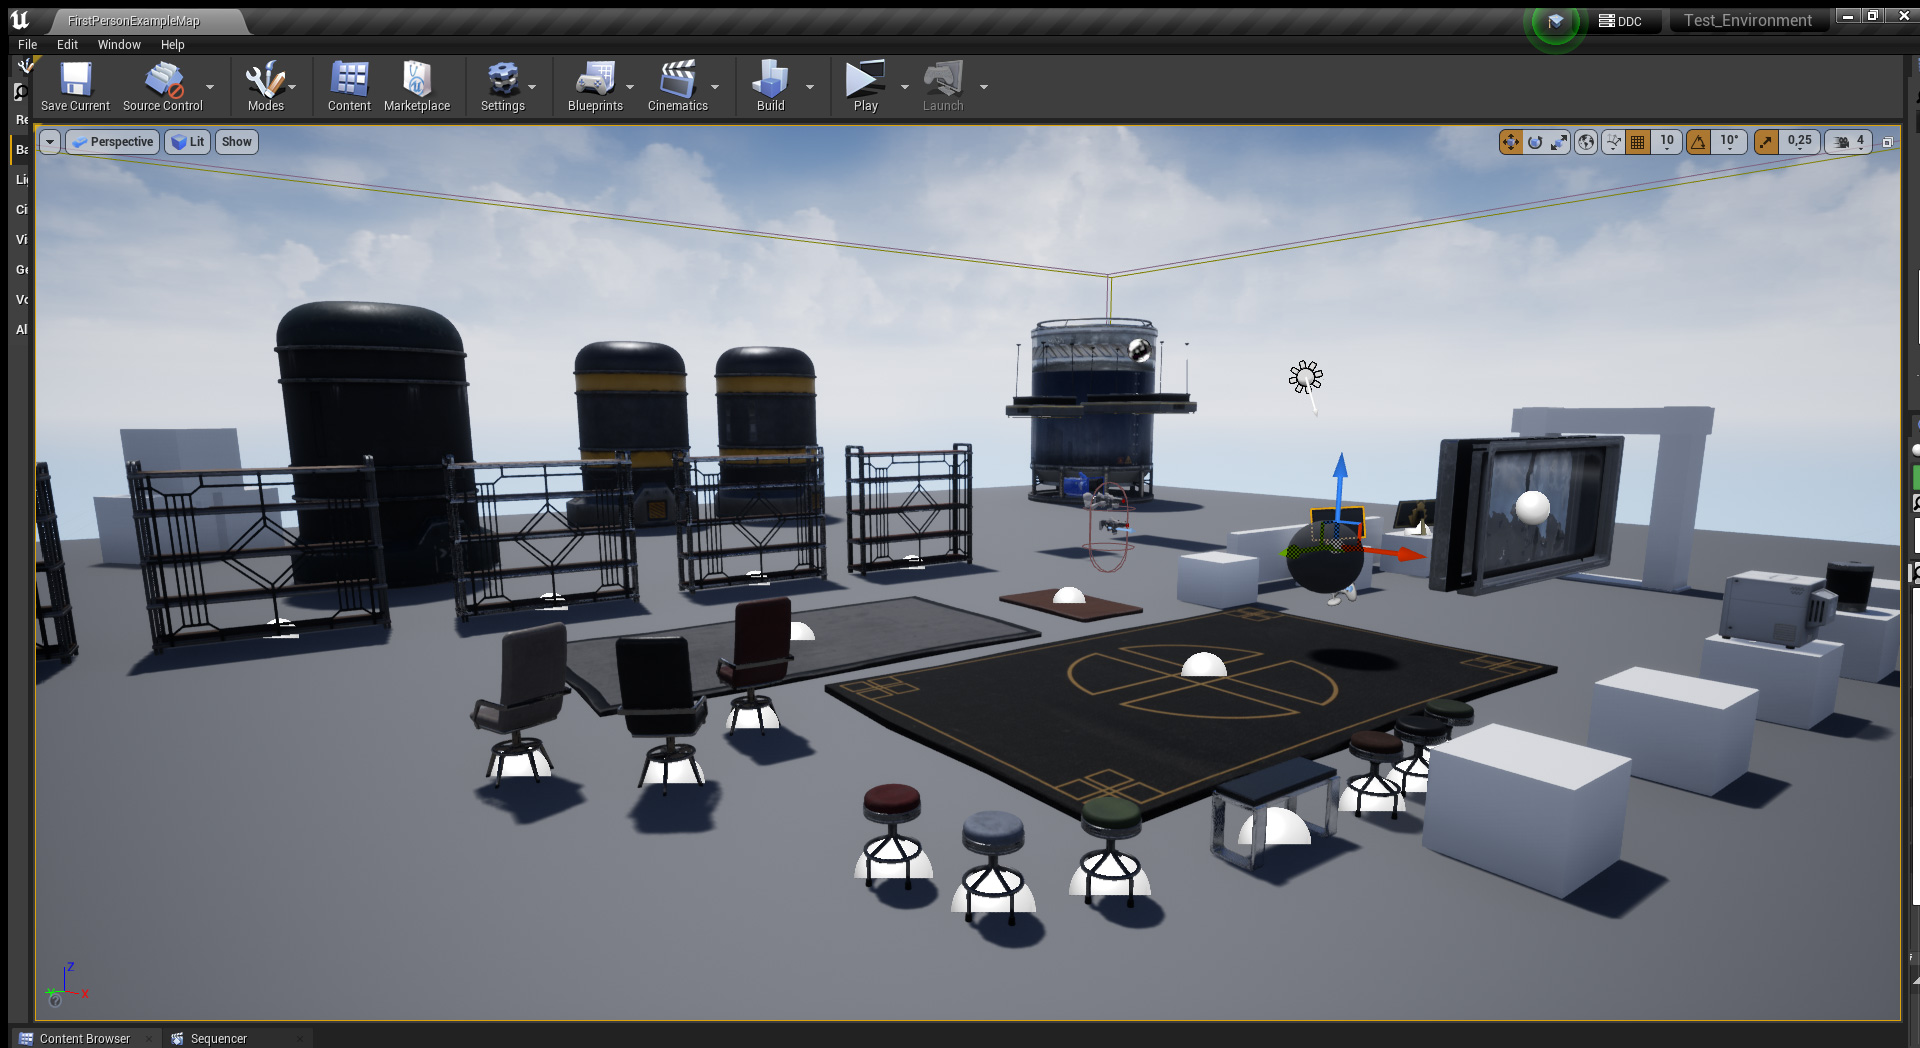 FirstPersonExampleMap
DDC
Test_Environment
File Edit Window Help
Save Current Source Control Modes Content Marketplace Settings Blueprints Cinematics Build Play Launch
Re
Perspective Lit Show 10 10° 0,25 4
Ba
Li
Ci
Vi
Ge
Vo
Al
Z
Y X
Content Browser Sequencer